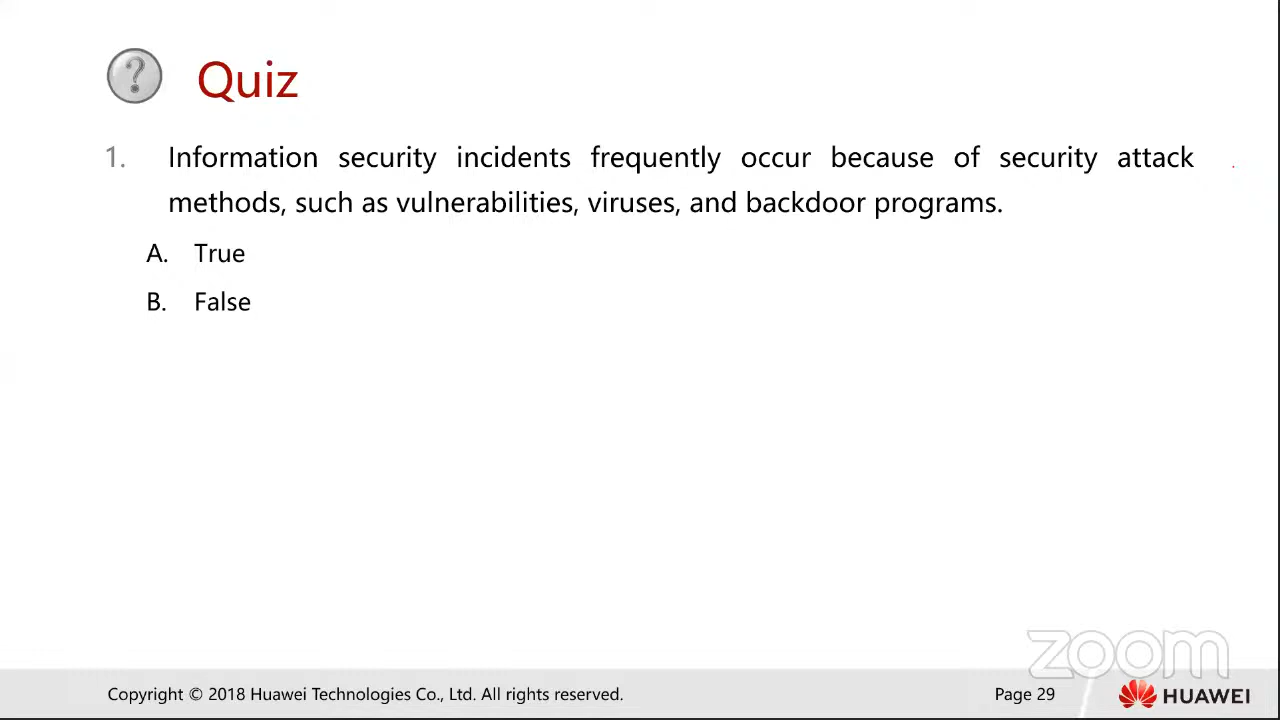 ?
Quiz
1. Information security incidents frequently occur because of security attack
methods, such as vulnerabilities, viruses, and backdoor programs.
A. True
B. False
zoom
Copyright © 2018 Huawei Technologies Co., Ltd. All rights reserved.
Page 29
HUAWEI